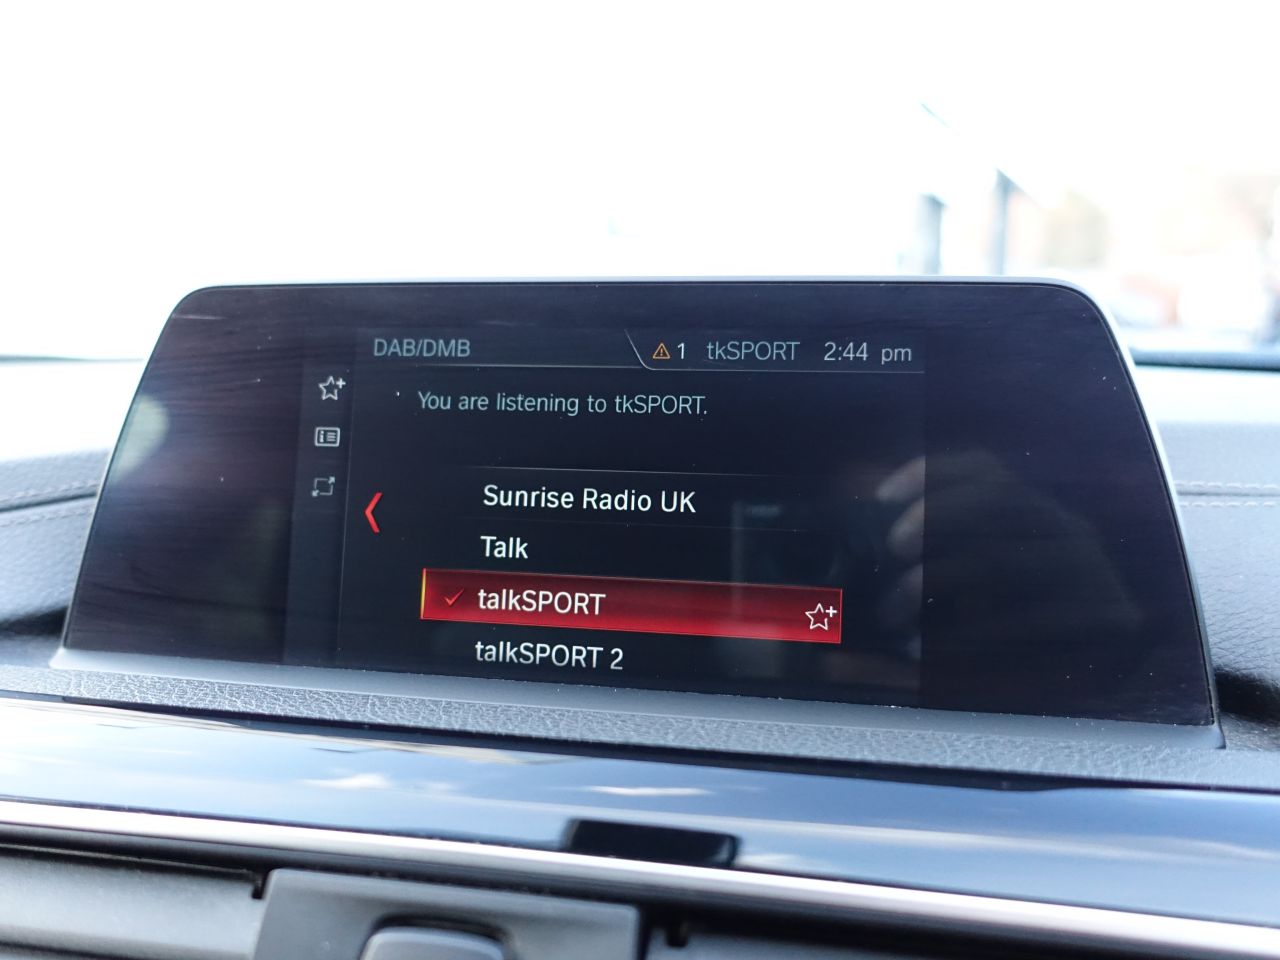 DAB/DMB
1 tkSPORT 2:44 pm
You are listening to tkSPORT.
Sunrise Radio UK
Talk
talkSPORT
talkSPORT 2